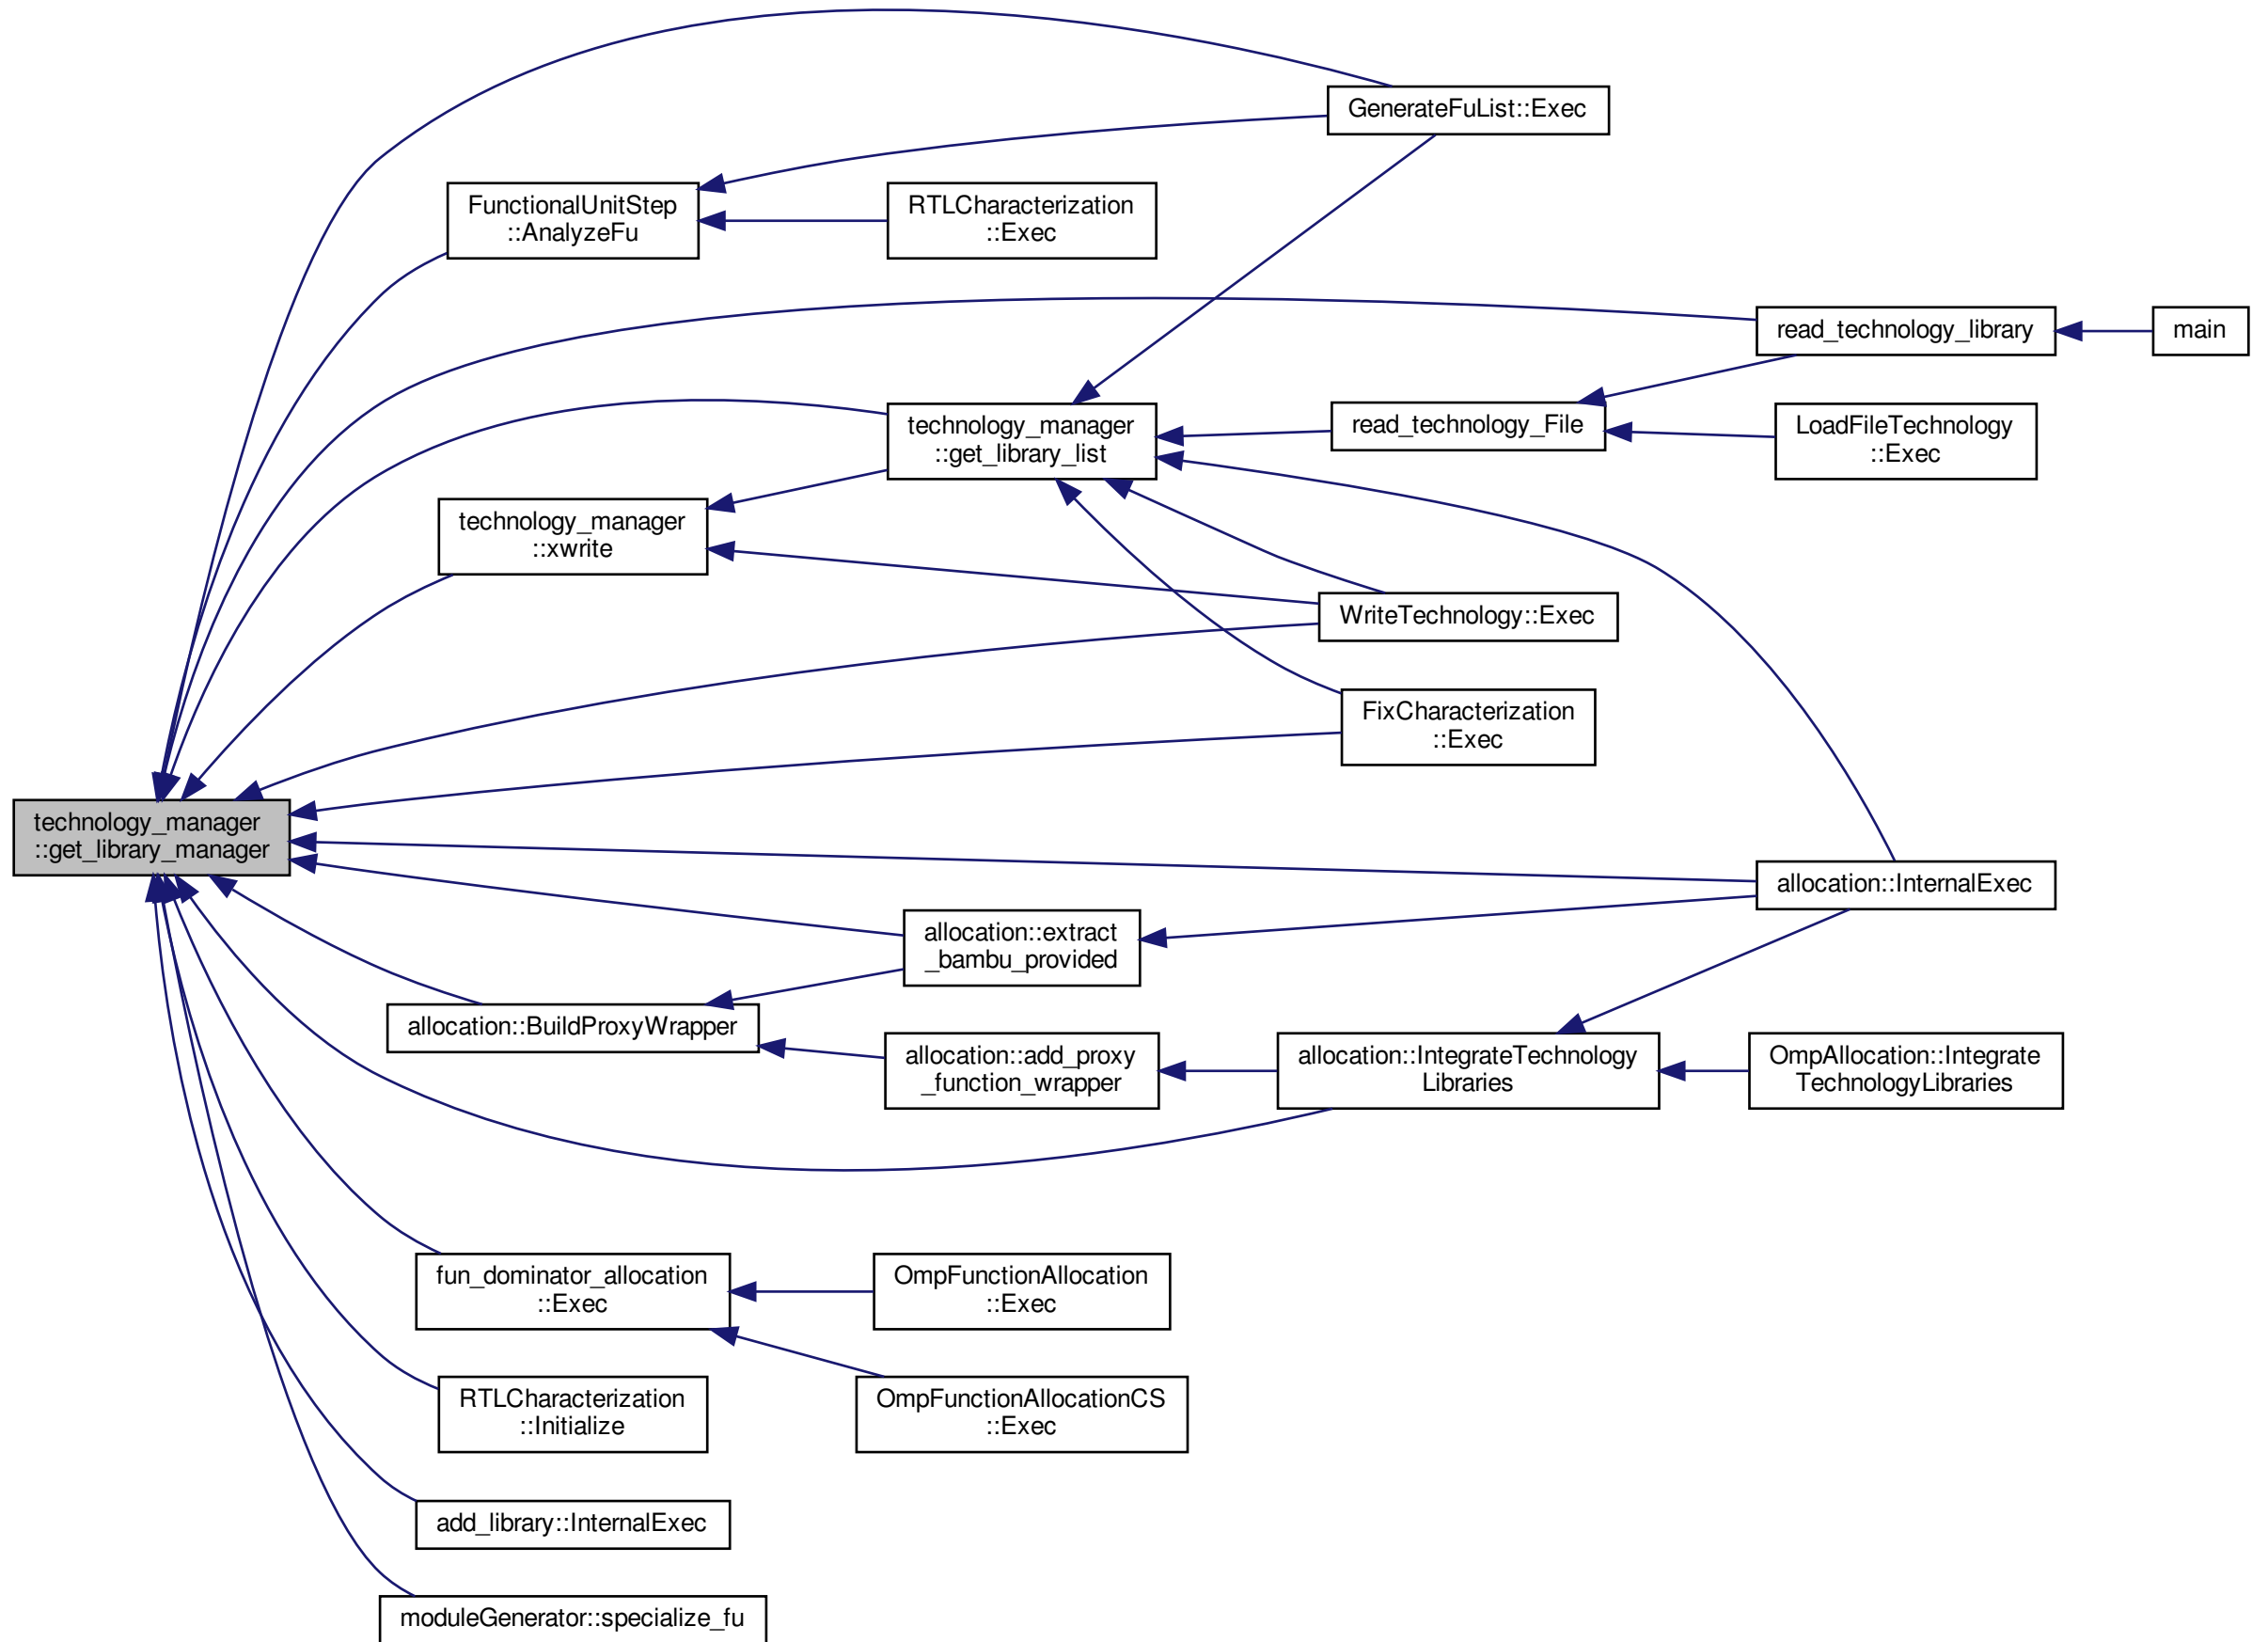 GenerateFuList::Exec
FunctionalUnitStep
::AnalyzeFu
RTLCharacterization
::Exec
read_technology_library
main
technology_manager
::get_library_list
read_technology_File
LoadFileTechnology
::Exec
technology_manager
::xwrite
WriteTechnology::Exec
FixCharacterization
::Exec
technology_manager
::get_library_manager
allocation::InternalExec
allocation::extract
_bambu_provided
allocation::BuildProxyWrapper
allocation::add_proxy
_function_wrapper
allocation::IntegrateTechnology
Libraries
OmpAllocation::Integrate
TechnologyLibraries
fun_dominator_allocation
::Exec
OmpFunctionAllocation
::Exec
RTLCharacterization
::Initialize
OmpFunctionAllocationCS
::Exec
add_library::InternalExec
moduleGenerator::specialize_fu